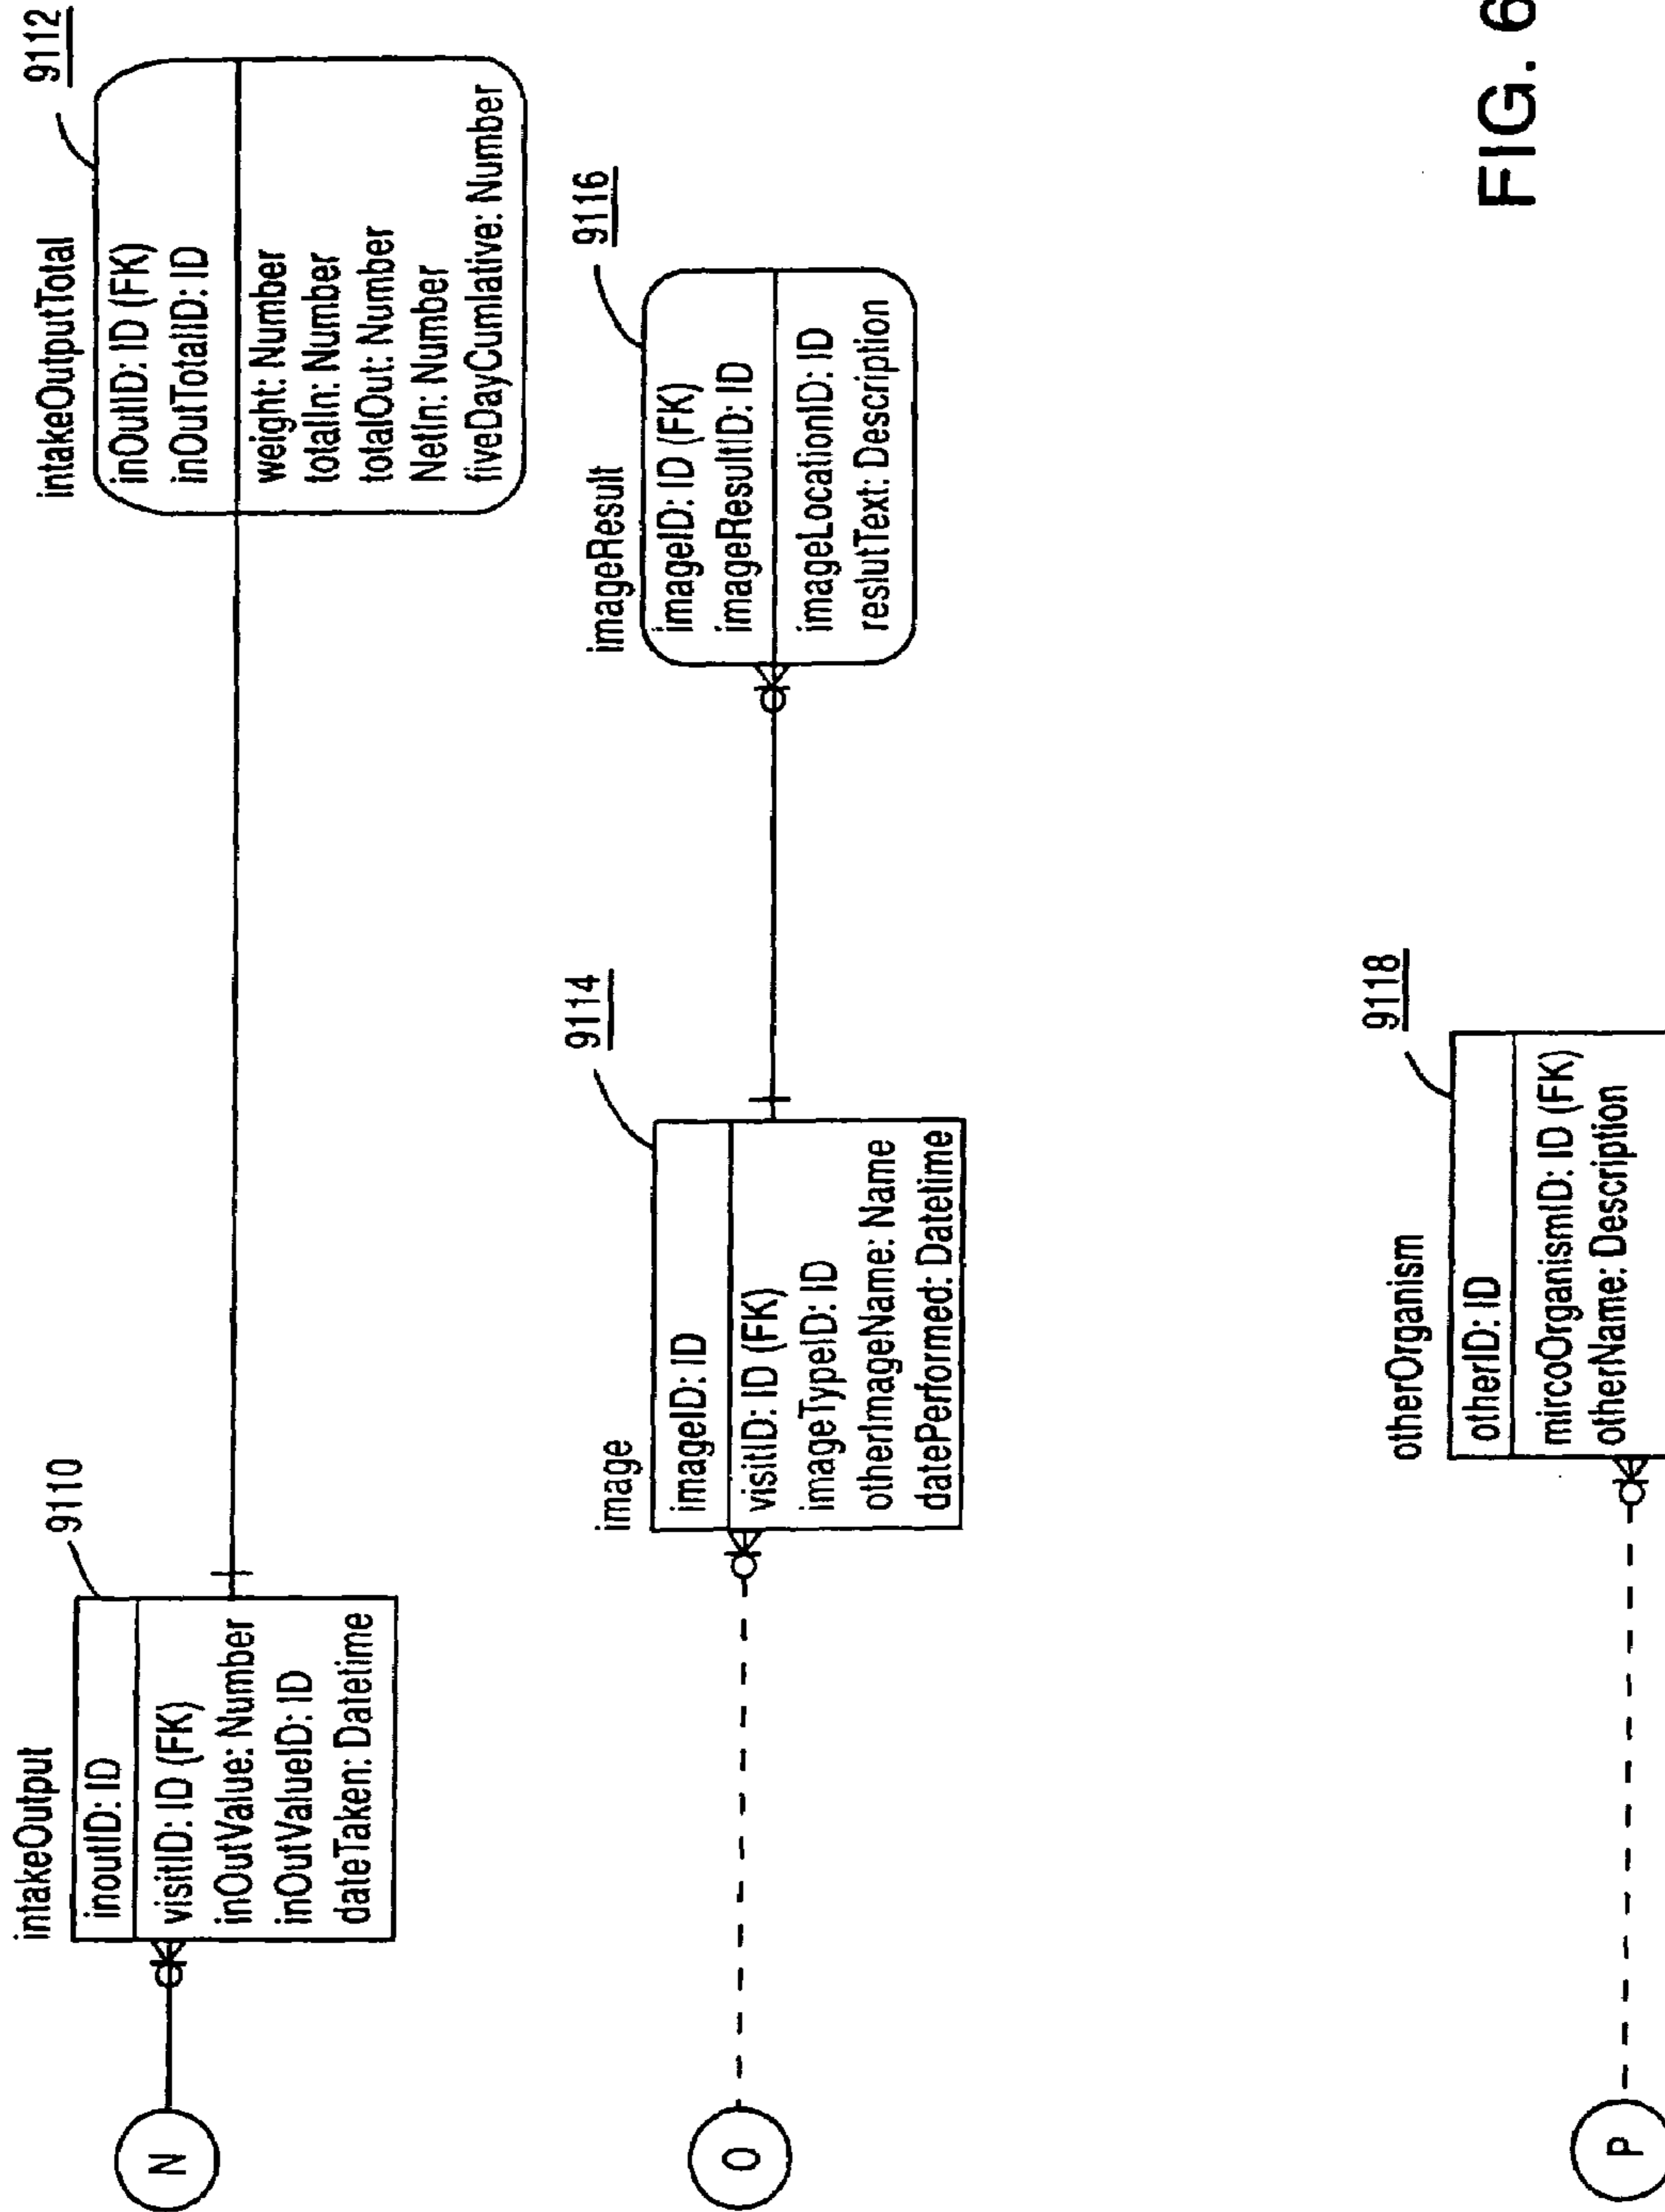 intakeOutput
9110
inoutID: ID
visitID: ID (FK)
inOutValue: Number
inOutValueID: ID
dateTaken: Datetime
N
intakeOutputTotal
9112
inOutID: ID (FK)
inOutTotalID: ID
weight: Number
totalIn: Number
totalOut: Number
NetIn: Number
fiveDayCumlative: Number
image
9114
imageID: ID
visitID: ID (FK)
imageTypeID: ID
otherImageName: Name
datePerformed: Datetime
O
imageResult
9116
imageID: ID (FK)
imageResultID: ID
imageLocationID: ID
reslutText: Description
otherOrganism
9118
otherID: ID
mircoOrganismID: ID (FK)
otherName: Description
P
FIG. 6